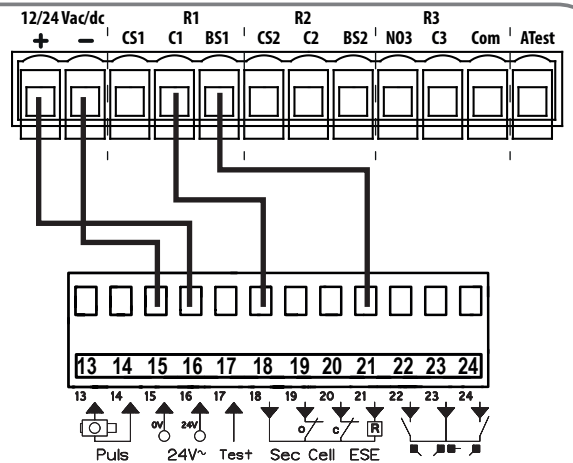 12/24 Vac/dc R1 R2 R3
+ − CS1 C1 BS1 CS2 C2 BS2 NO3 C3 Com ATest
13 14 15 16 17 18 19 20 21 22 23 24
13 14 15 16 17 18 19 20 21 22 23 24
0V 24V O C R
Puls 24V~ Test Sec Cell ESE